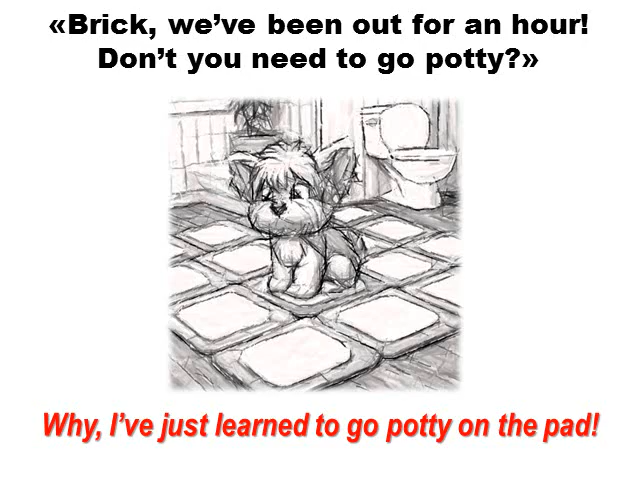 «Brick, we’ve been out for an hour!
Don’t you need to go potty?»
Why, I’ve just learned to go potty on the pad!